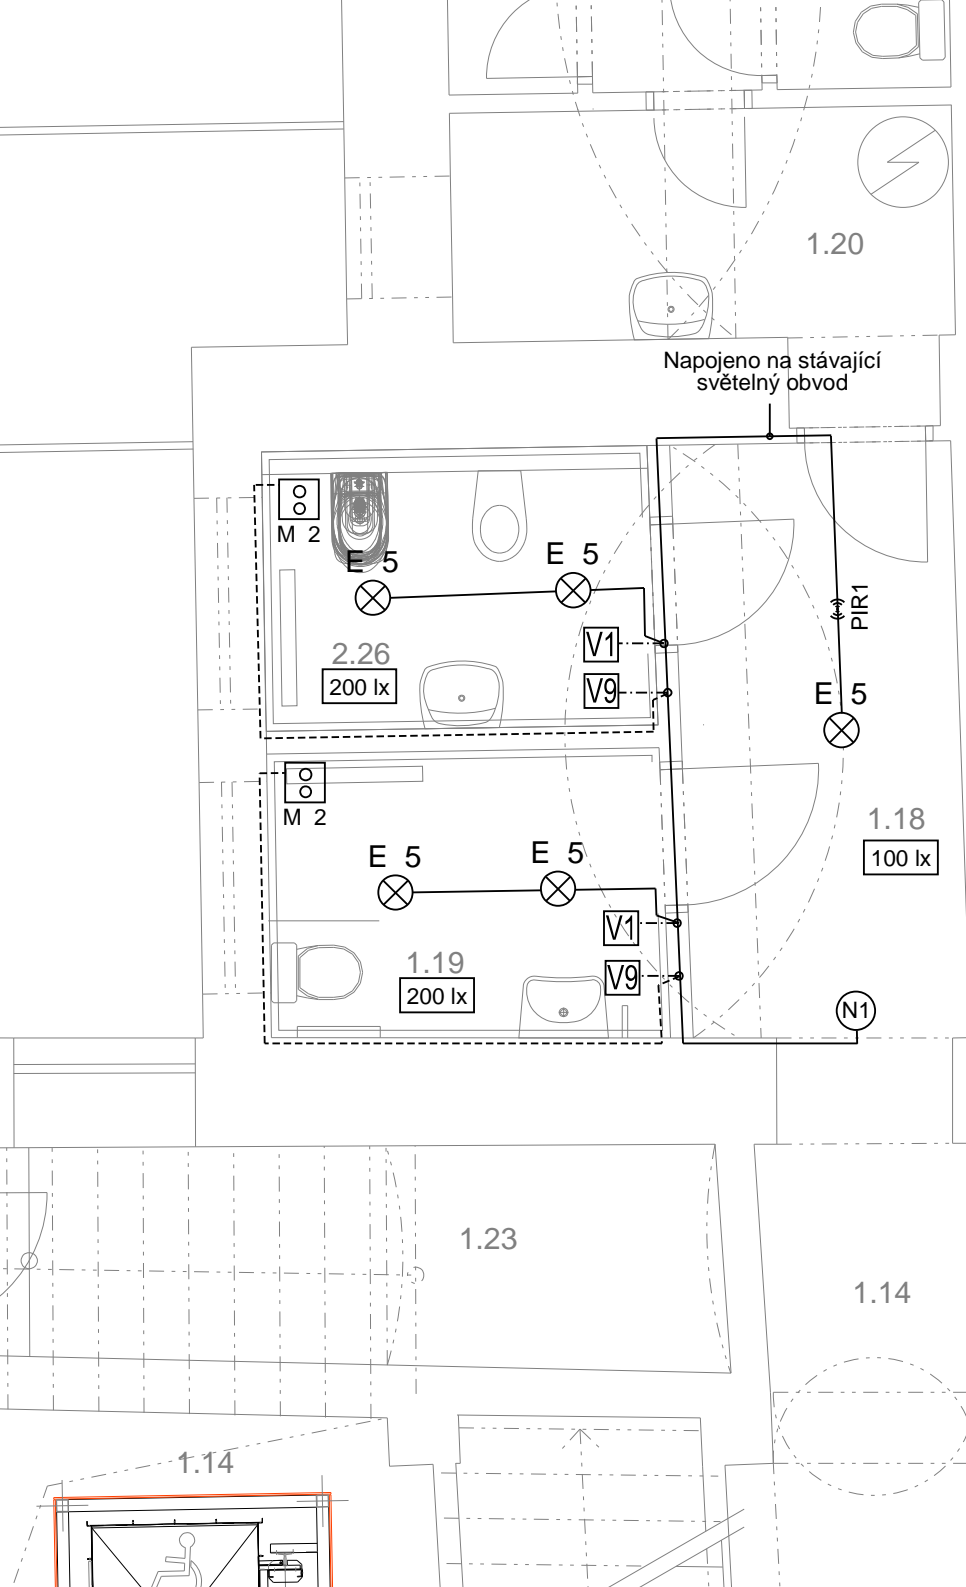 1.20
Napojeno na stávající
světelný obvod
M 2
E 5
E 5
PIR1
V1
2.26
200 lx
V9
E 5
M 2
1.18
100 lx
E 5
E 5
V1
1.19
200 lx
V9
N1
1.23
1.14
1.14